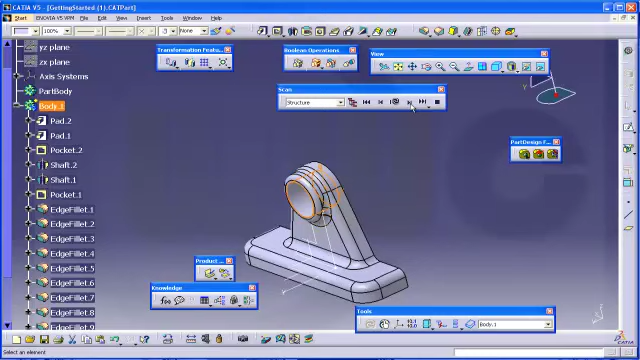 CATIA V5 - [GettingStarted (1).CATPart]
Start ENOVIA V5 VPM File Edit View Insert Tools Window Help
100% None
yz plane
zx plane
Axis Systems
PartBody
Body.1
Pad.2
Pad.1
Pocket.2
Shaft.2
Shaft.1
Pocket.1
EdgeFillet.1
EdgeFillet.2
EdgeFillet.3
EdgeFillet.4
EdgeFillet.5
EdgeFillet.6
EdgeFillet.7
EdgeFillet.8
EdgeFillet.9
Transformation Featu...
Boolean Operations
View
Scan
Structure
PartDesign F...
Product ...
Knowledge
Tools
Body.1
Select an element